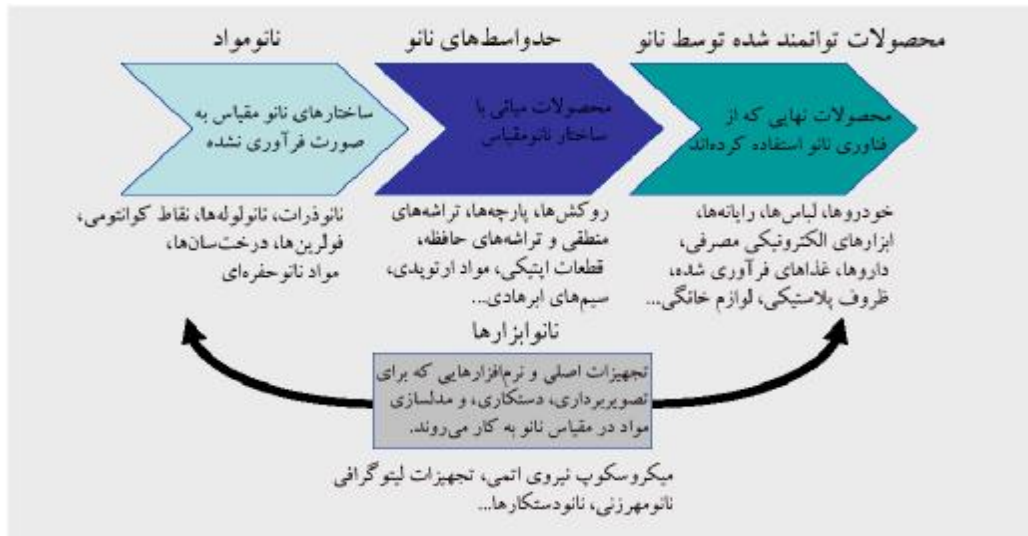 نانومواد
حدواسط‌های نانو
محصولات توانمند شده توسط نانو
ساختارهای نانو مقیاس به
صورت فرآوری نشده
محصولات میانی با
ساختار نانومقیاس
محصولات نهایی که از
فناوری نانو استفاده کرده‌اند
نانوذرات، نانولوله‌ها، نقاط کوانتومی،
فولرین‌ها، درخت‌سان‌ها،
مواد نانوحفره‌ای
روکش‌ها، پارچه‌ها، تراشه‌های
منطقی و تراشه‌های حافظه،
قطعات اپتیکی، مواد ارتوپدی،
سیم‌های ابرهادی...
خودروها، لباس‌ها، رایانه‌ها،
ابزارهای الکترونیکی مصرفی،
داروها، غذاهای فرآوری شده،
ظروف پلاستیکی، لوازم خانگی...
نانوابزارها
تجهیزات اصلی و نرم‌افزارهایی که برای
تصویربرداری، دستکاری، و مدلسازی
مواد در مقیاس نانو به کار می‌روند.
میکروسکوپ نیروی اتمی، تجهیزات لیتوگرافی
نانومهرزنی، نانودستکارها...